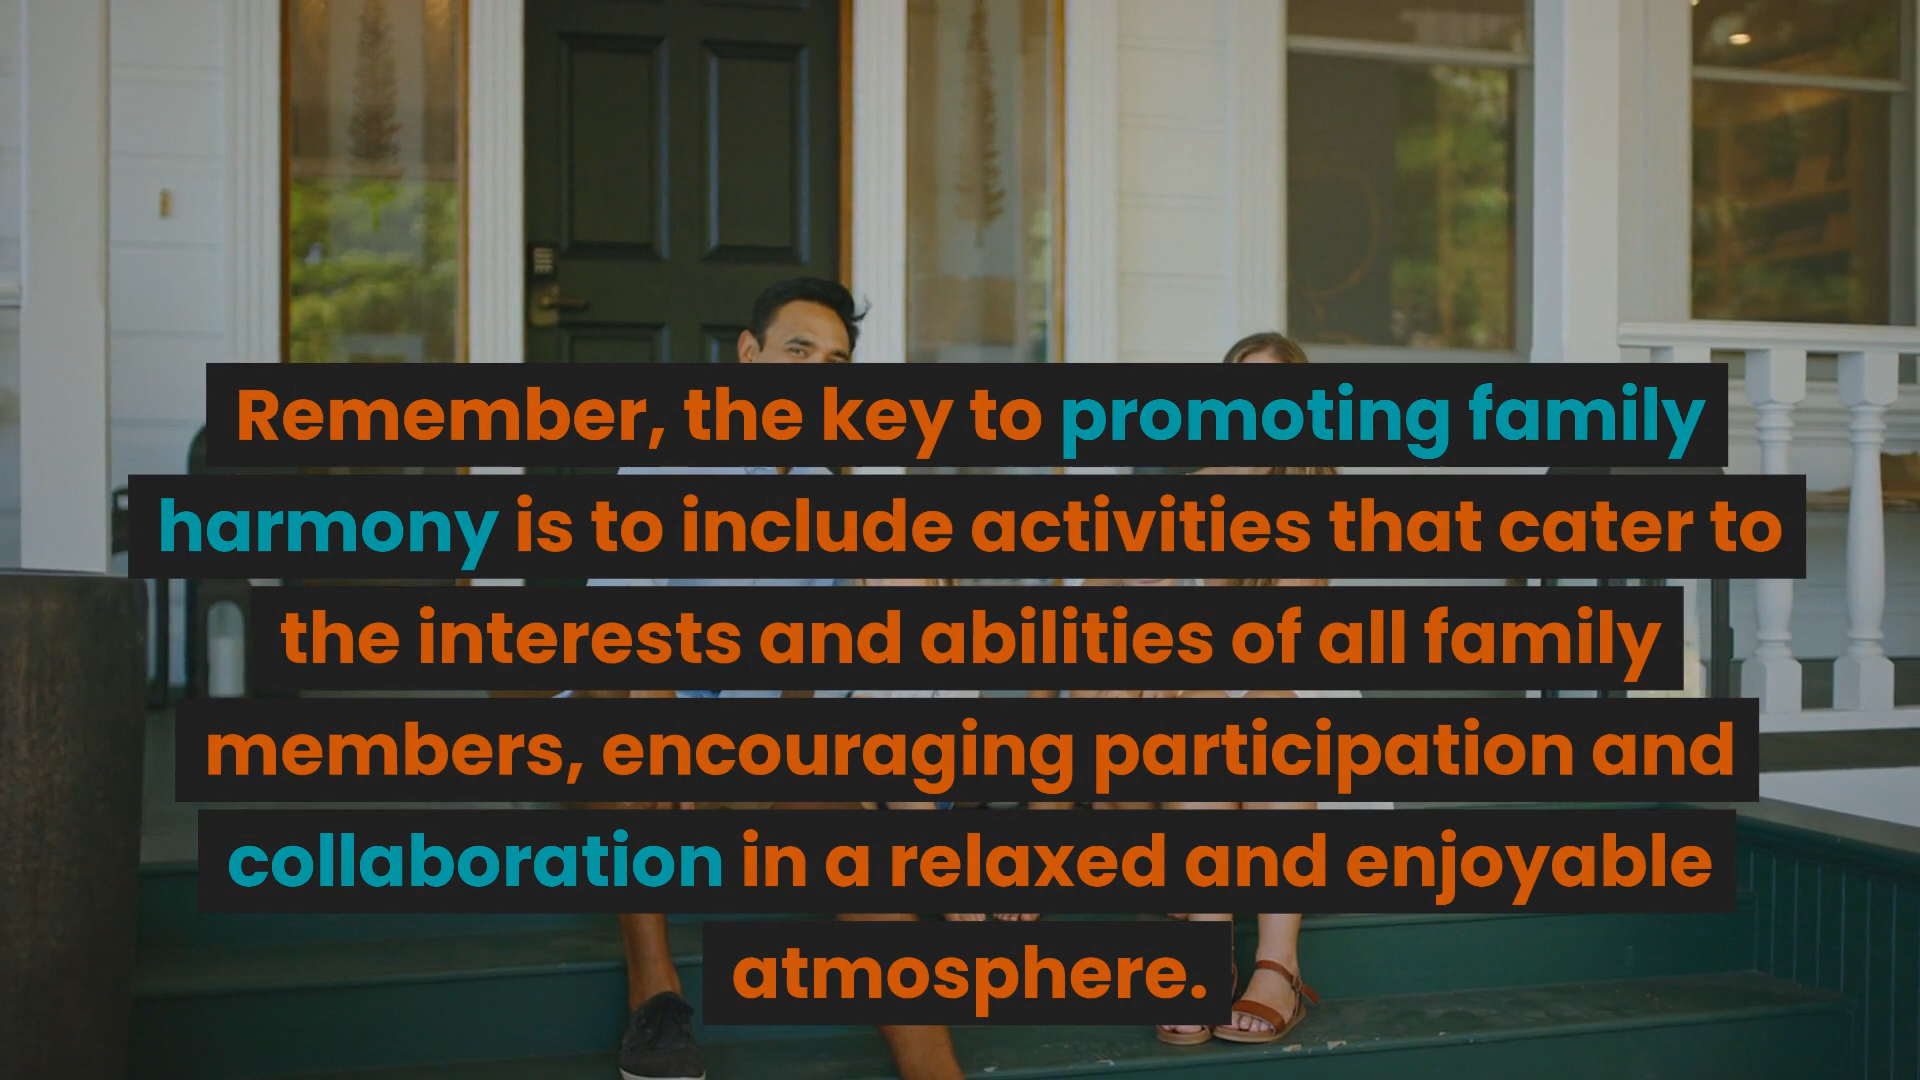 Remember, the key to promoting family
harmony is to include activities that cater to
the interests and abilities of all family
members, encouraging participation and
collaboration in a relaxed and enjoyable
atmosphere.